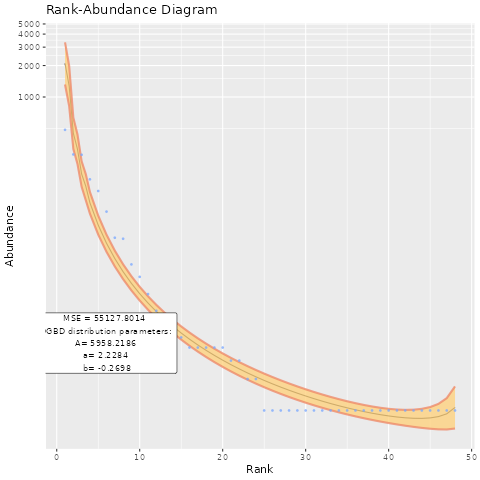 Rank-Abundance Diagram
5000
4000
3000
2000
1000
Abundance
MSE = 55127.8014
GBD distribution parameters:
A= 5958.2186
a= 2.2284
b= -0.2698
0 10 20 30 40 50
Rank